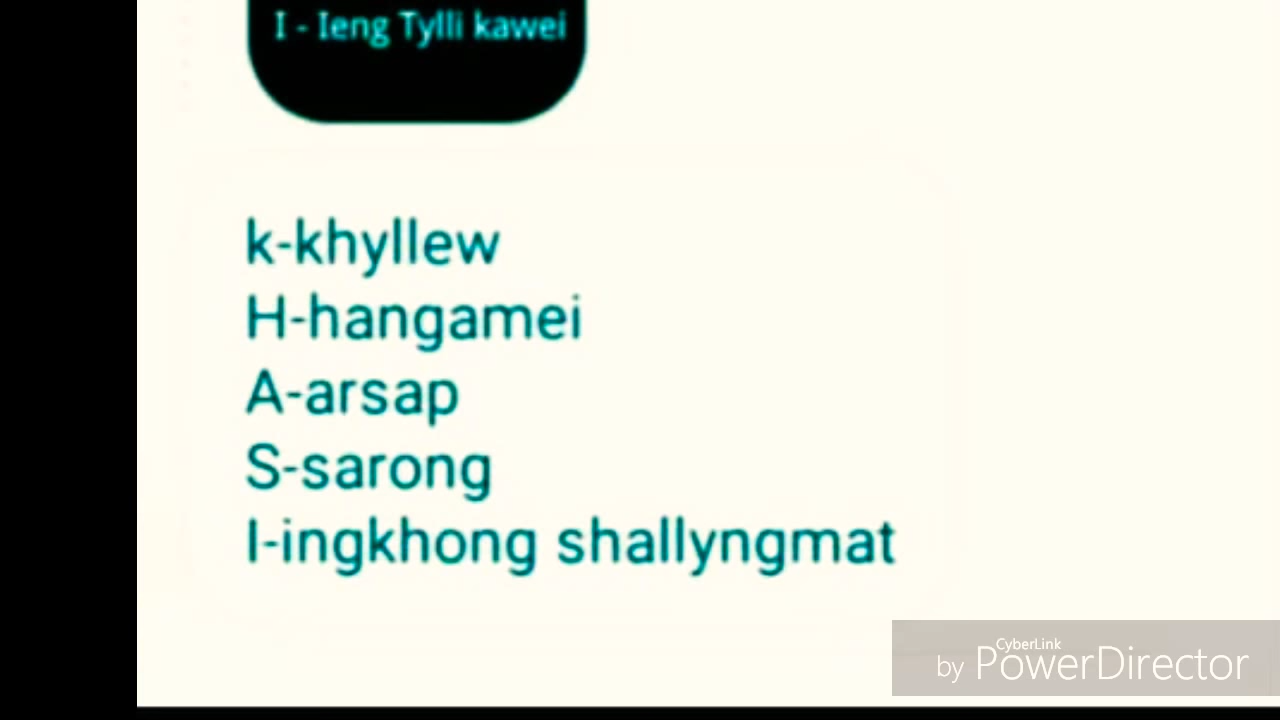 I - Ieng Tylli kawei
k-khyllew
H-hangamei
A-arsap
S-sarong
I-ingkhong shallyngmat
CyberLink
by PowerDirector